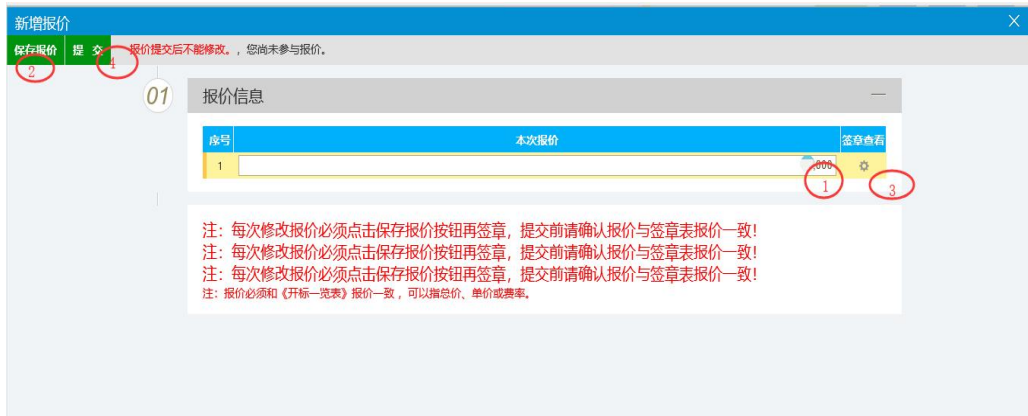 新增报价
保存报价 提 交 报价提交后不能修改。, 您尚未参与报价。
2 4
01 报价信息
序号 本次报价 签章查看
1 ,000
1 3
注: 每次修改报价必须点击保存报价按钮再签章, 提交前请确认报价与签章表报价一致!
注: 每次修改报价必须点击保存报价按钮再签章, 提交前请确认报价与签章表报价一致!
注: 每次修改报价必须点击保存报价按钮再签章, 提交前请确认报价与签章表报价一致!
注: 报价必须和《开标一览表》报价一致, 可以指总价、单价或费率。